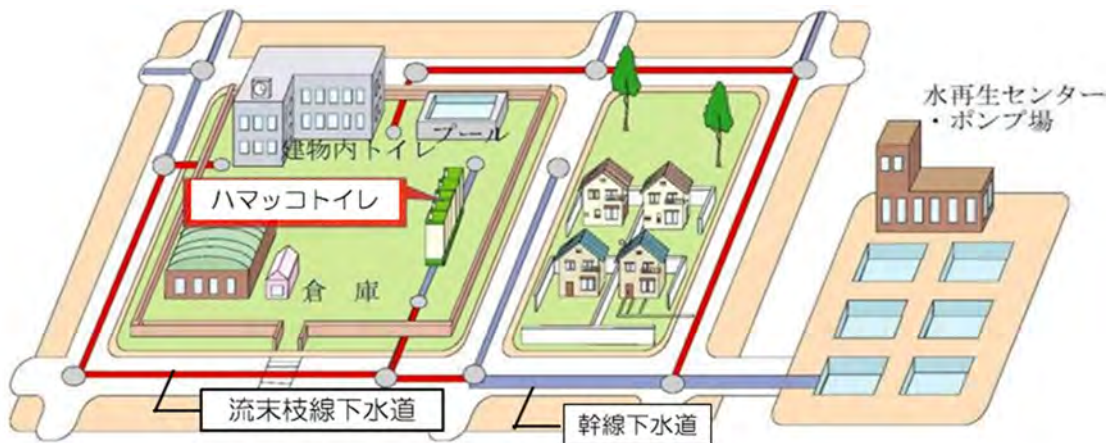 水再生センター
・ポンプ場
プール
建物内トイレ
ハマッコトイレ
倉 庫
流末枝線下水道
幹線下水道